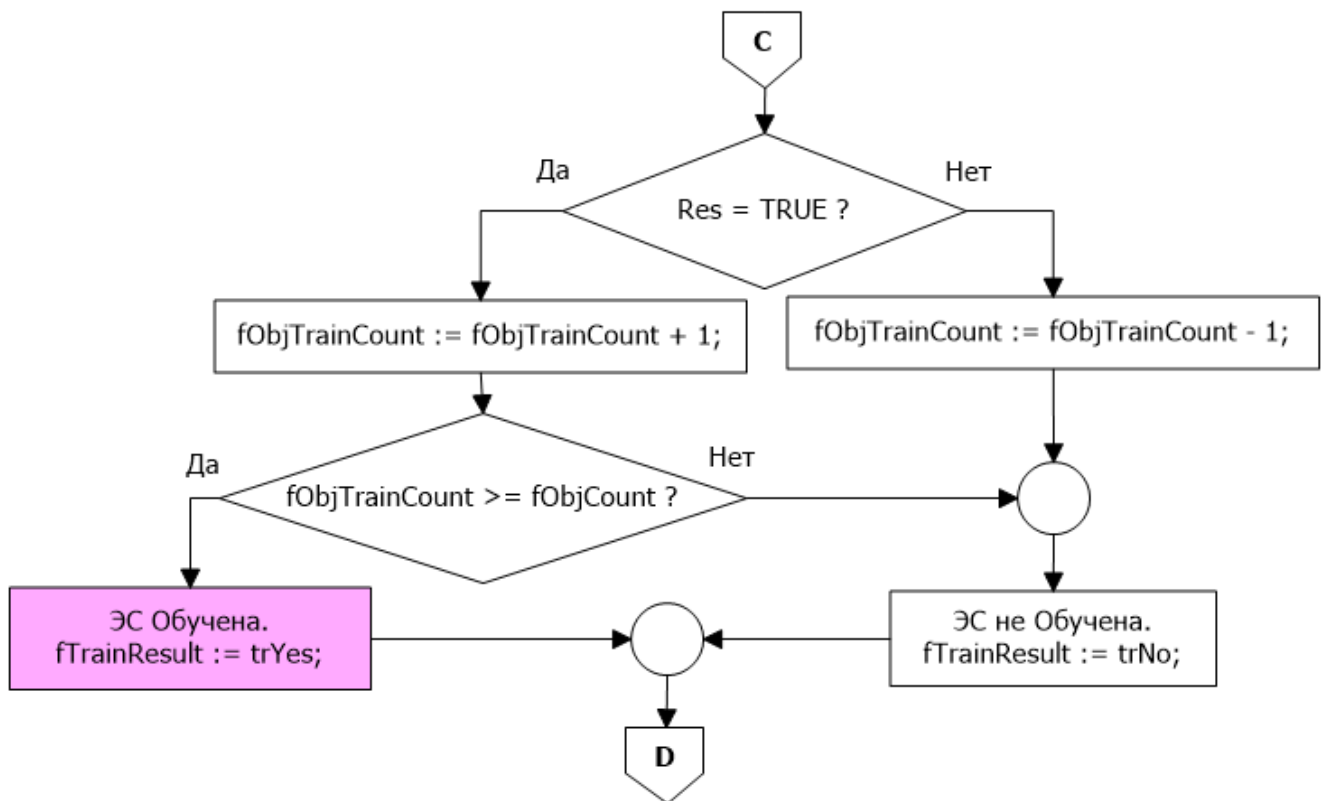 C
Да
Нет
Res = TRUE ?
fObjTrainCount := fObjTrainCount + 1;
fObjTrainCount := fObjTrainCount - 1;
Да
Нет
fObjTrainCount >= fObjCount ?
ЭС Обучена.
fTrainResult := trYes;
ЭС не Обучена.
fTrainResult := trNo;
D